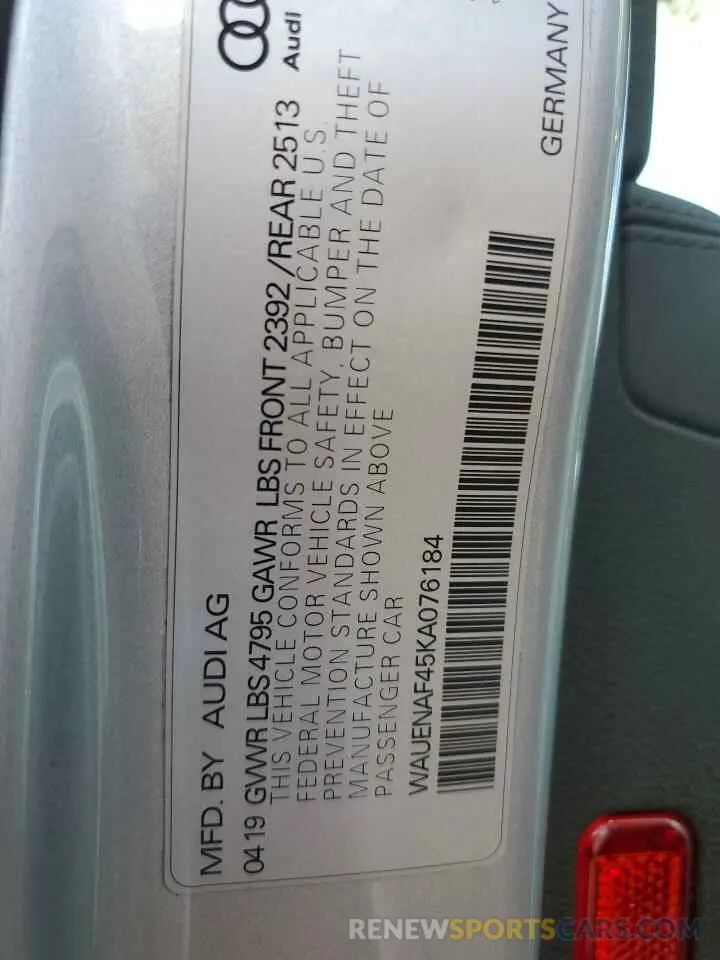 Audi
MFD. BY AUDI AG
0419 GVWR LBS 4795 GAWR LBS FRONT 2392 /REAR 2513
THIS VEHICLE CONFORMS TO ALL APPLICABLE U.S.
FEDERAL MOTOR VEHICLE SAFETY, BUMPER AND THEFT
PREVENTION STANDARDS IN EFFECT ON THE DATE OF
MANUFACTURE SHOWN ABOVE
PASSENGER CAR
WAUENAF45KA076184
GERMANY
RENEWSPORTSCARS.COM